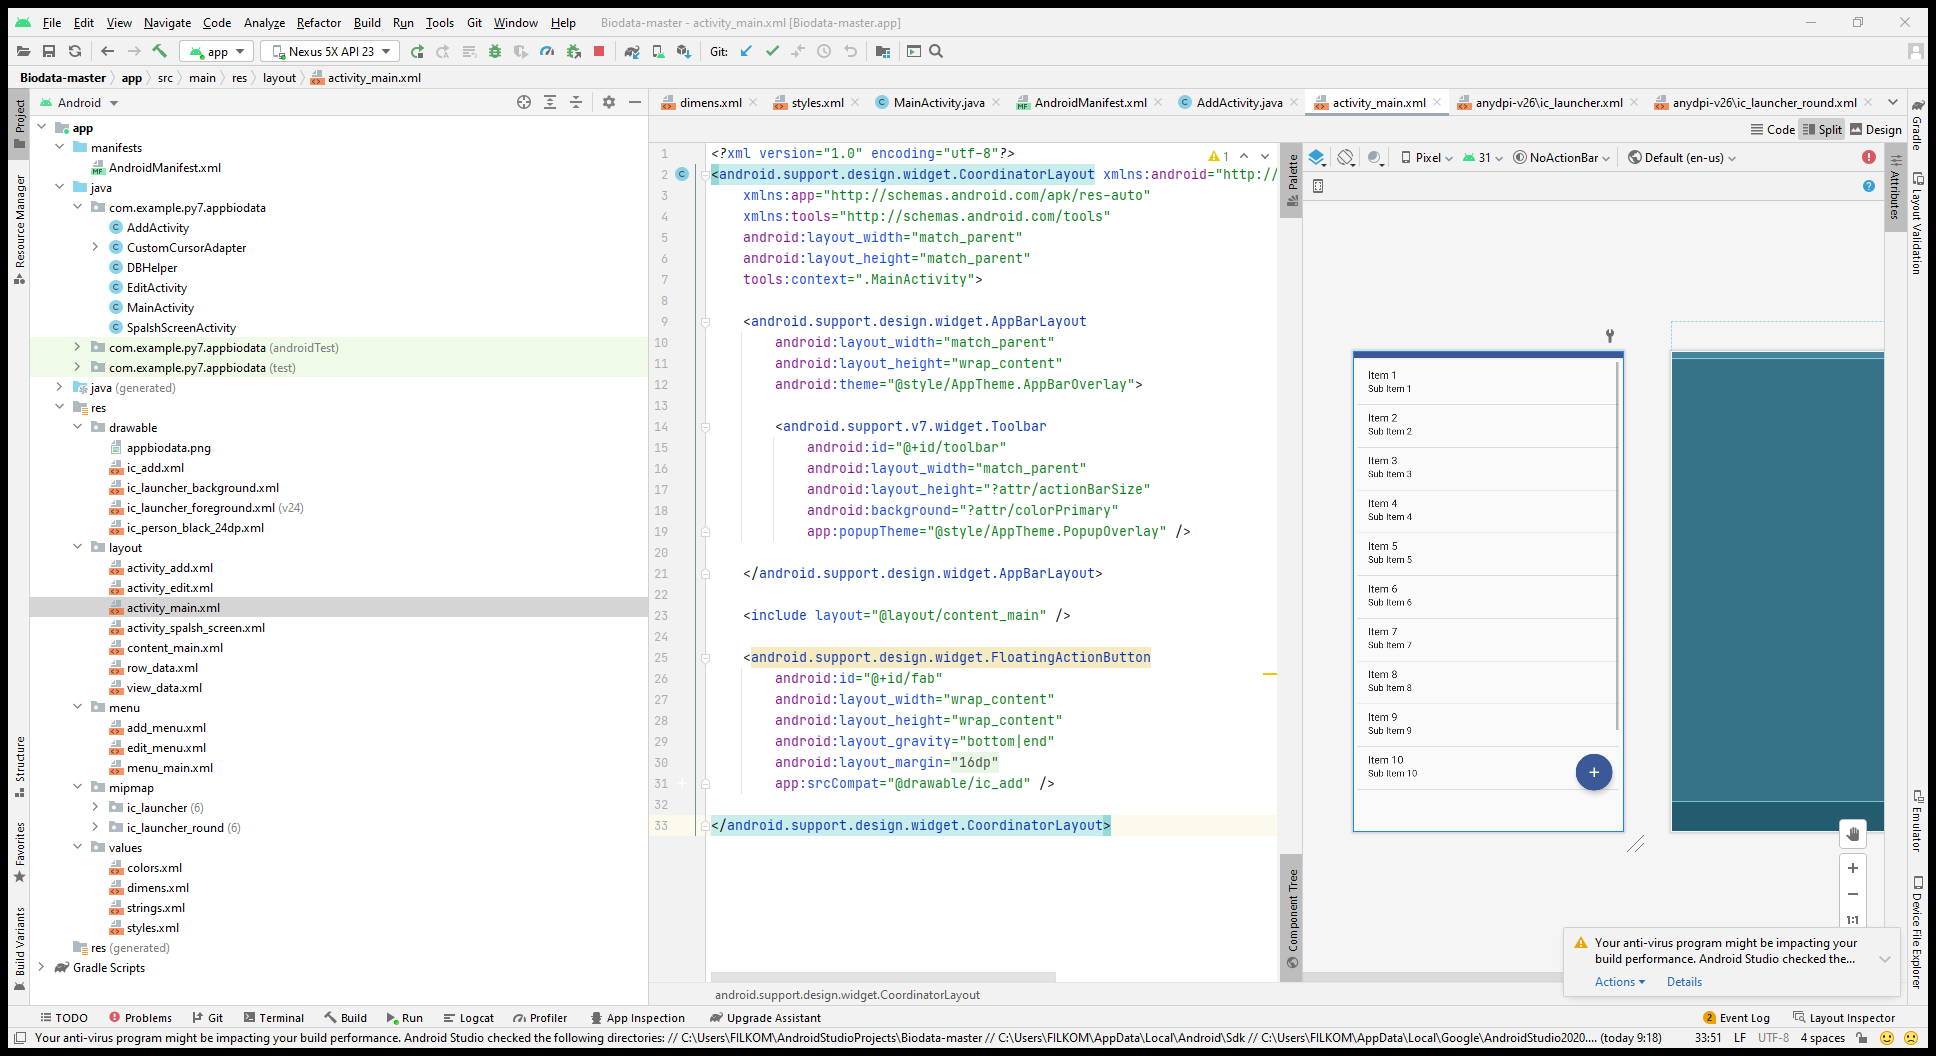 File Edit View Navigate Code Analyze Refactor Build Run Tools Git Window Help Biodata-master - activity_main.xml [Biodata-master.app]
app Nexus 5X API 23 Git:
Biodata-master app src main res layout activity_main.xml
Project
Resource Manager
Structure
Favorites
Build Variants
Android
app
manifests
AndroidManifest.xml
java
com.example.py7.appbiodata
AddActivity
CustomCursorAdapter
DBHelper
EditActivity
MainActivity
SpalshScreenActivity
com.example.py7.appbiodata (androidTest)
com.example.py7.appbiodata (test)
java (generated)
res
drawable
appbiodata.png
ic_add.xml
ic_launcher_background.xml
ic_launcher_foreground.xml (v24)
ic_person_black_24dp.xml
layout
activity_add.xml
activity_edit.xml
activity_main.xml
activity_spalsh_screen.xml
content_main.xml
row_data.xml
view_data.xml
menu
add_menu.xml
edit_menu.xml
menu_main.xml
mipmap
ic_launcher (6)
ic_launcher_round (6)
values
colors.xml
dimens.xml
strings.xml
styles.xml
res (generated)
Gradle Scripts
dimens.xml styles.xml MainActivity.java AndroidManifest.xml AddActivity.java activity_main.xml anydpi-v26\ic_launcher.xml anydpi-v26\ic_launcher_round.xml
Code Split Design
1 <?xml version="1.0" encoding="utf-8"?> 1
2 <android.support.design.widget.CoordinatorLayout xmlns:android="http://
3 xmlns:app="http://schemas.android.com/apk/res-auto"
4 xmlns:tools="http://schemas.android.com/tools"
5 android:layout_width="match_parent"
6 android:layout_height="match_parent"
7 tools:context=".MainActivity">
8
9 <android.support.design.widget.AppBarLayout
10 android:layout_width="match_parent"
11 android:layout_height="wrap_content"
12 android:theme="@style/AppTheme.AppBarOverlay">
13
14 <android.support.v7.widget.Toolbar
15 android:id="@+id/toolbar"
16 android:layout_width="match_parent"
17 android:layout_height="?attr/actionBarSize"
18 android:background="?attr/colorPrimary"
19 app:popupTheme="@style/AppTheme.PopupOverlay" />
20
21 </android.support.design.widget.AppBarLayout>
22
23 <include layout="@layout/content_main" />
24
25 <android.support.design.widget.FloatingActionButton
26 android:id="@+id/fab"
27 android:layout_width="wrap_content"
28 android:layout_height="wrap_content"
29 android:layout_gravity="bottom|end"
30 android:layout_margin="16dp"
31 app:srcCompat="@drawable/ic_add" />
32
33 </android.support.design.widget.CoordinatorLayout>
android.support.design.widget.CoordinatorLayout
Palette
Component Tree
Pixel 31 NoActionBar Default (en-us)
Item 1
Sub Item 1
Item 2
Sub Item 2
Item 3
Sub Item 3
Item 4
Sub Item 4
Item 5
Sub Item 5
Item 6
Sub Item 6
Item 7
Sub Item 7
Item 8
Sub Item 8
Item 9
Sub Item 9
Item 10
Sub Item 10
1:1
Attributes
Gradle
Layout Validation
Emulator
Device File Explorer
Your anti-virus program might be impacting your
build performance. Android Studio checked the...
Actions Details
TODO Problems Git Terminal Build Run Logcat Profiler App Inspection Upgrade Assistant 2 Event Log Layout Inspector
Your anti-virus program might be impacting your build performance. Android Studio checked the following directories: // C:\Users\FILKOM\AndroidStudioProjects\Biodata-master // C:\Users\FILKOM\AppData\Local\Android\Sdk // C:\Users\FILKOM\AppData\Local\Google\AndroidStudio2020.... (today 9:18) 33:51 LF UTF-8 4 spaces